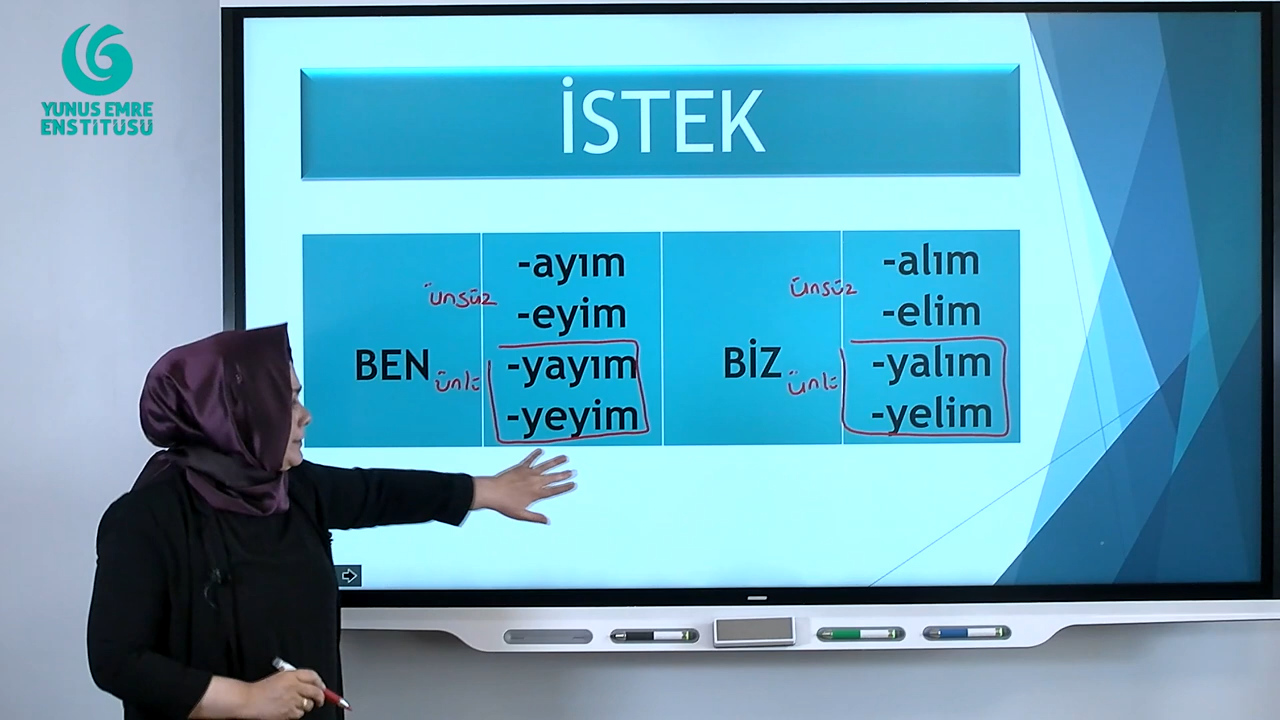 YUNUS EMRE
ENSTİTÜSÜ
İSTEK
BEN
ünsüz
ünlü
-ayım
-eyim
-yayım
-yeyim
BİZ
ünsüz
ünlü
-alım
-elim
-yalım
-yelim